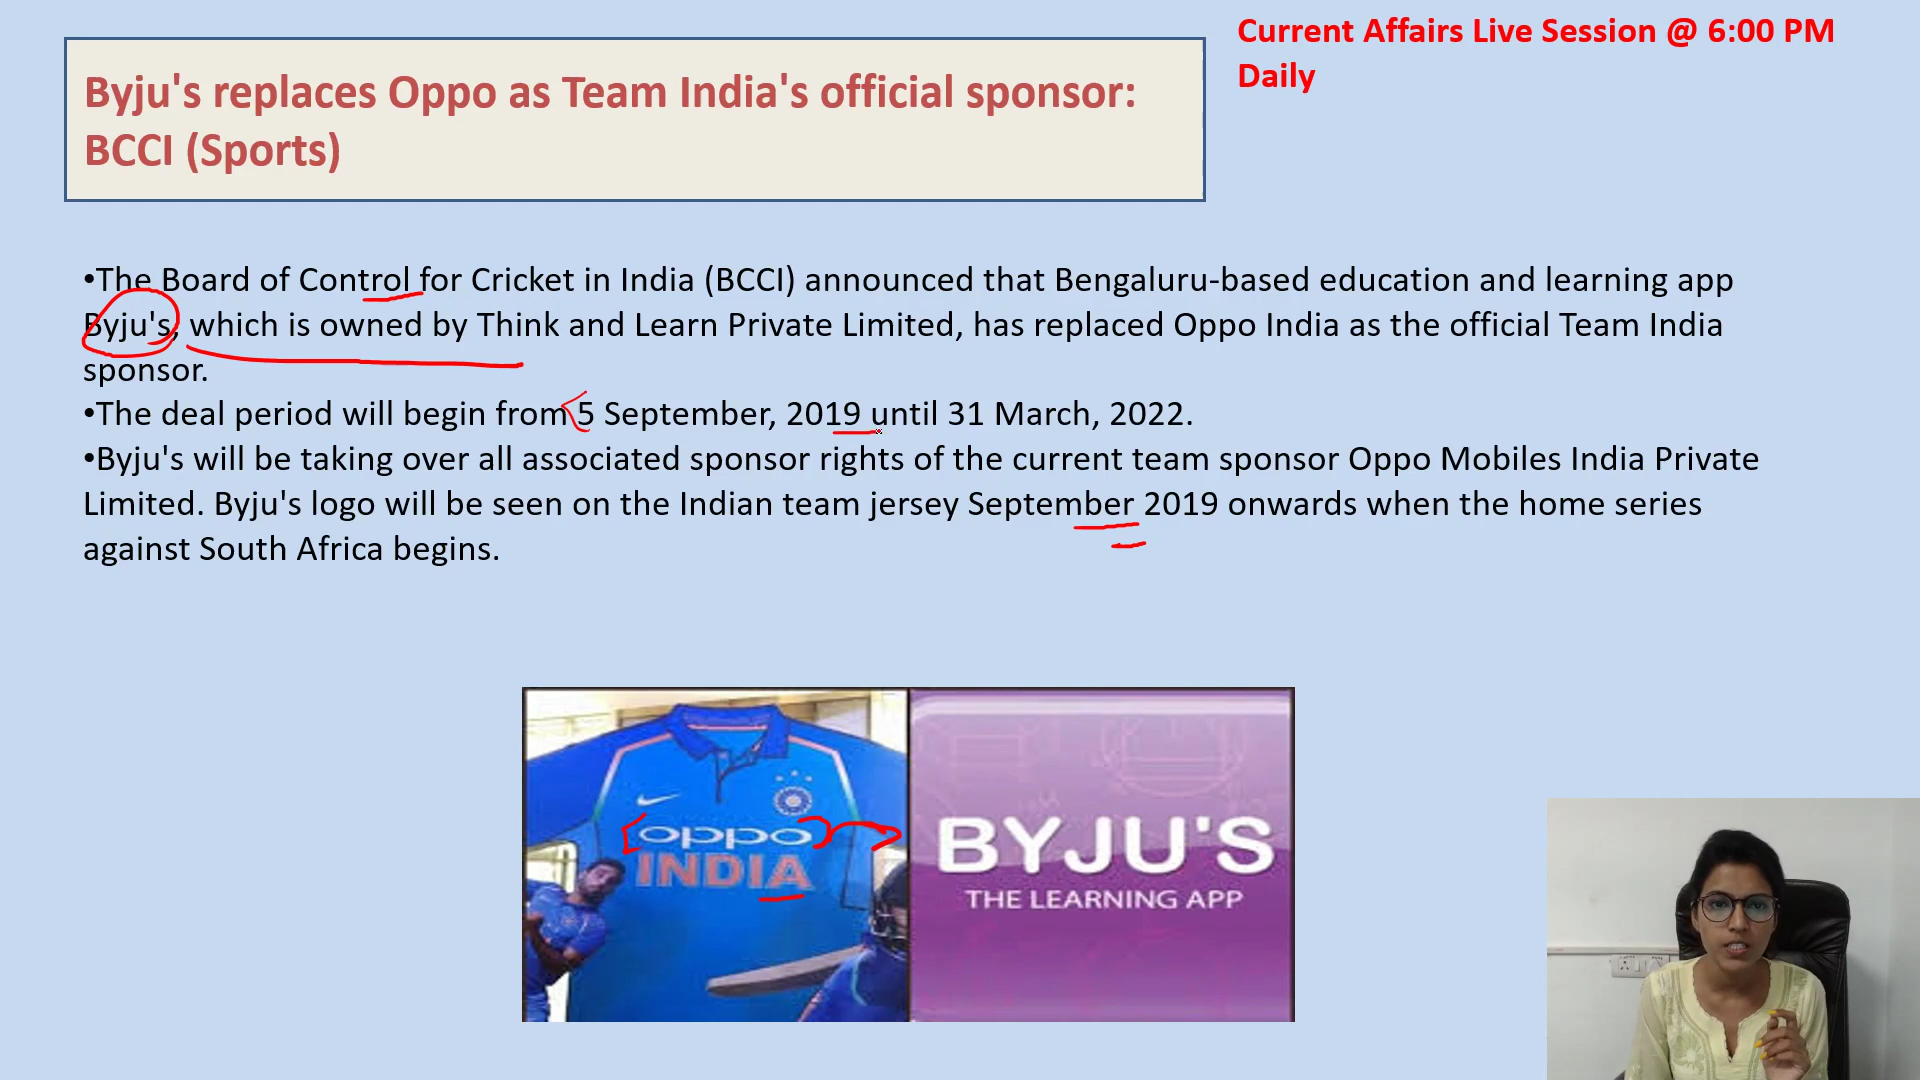 Current Affairs Live Session @ 6:00 PM
Daily
Byju's replaces Oppo as Team India's official sponsor:
BCCI (Sports)
•The Board of Control for Cricket in India (BCCI) announced that Bengaluru-based education and learning app
Byju's, which is owned by Think and Learn Private Limited, has replaced Oppo India as the official Team India
sponsor.
•The deal period will begin from 5 September, 2019 until 31 March, 2022.
•Byju's will be taking over all associated sponsor rights of the current team sponsor Oppo Mobiles India Private
Limited. Byju's logo will be seen on the Indian team jersey September 2019 onwards when the home series
against South Africa begins.
oppo
INDIA
BYJU'S
THE LEARNING APP